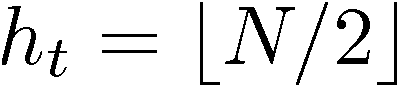 h_t = ⌊N/2⌋